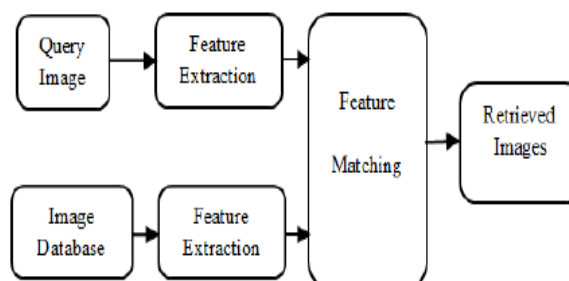 Query
Image
Feature
Extraction
Feature
Matching
Retrieved
Images
Image
Database
Feature
Extraction